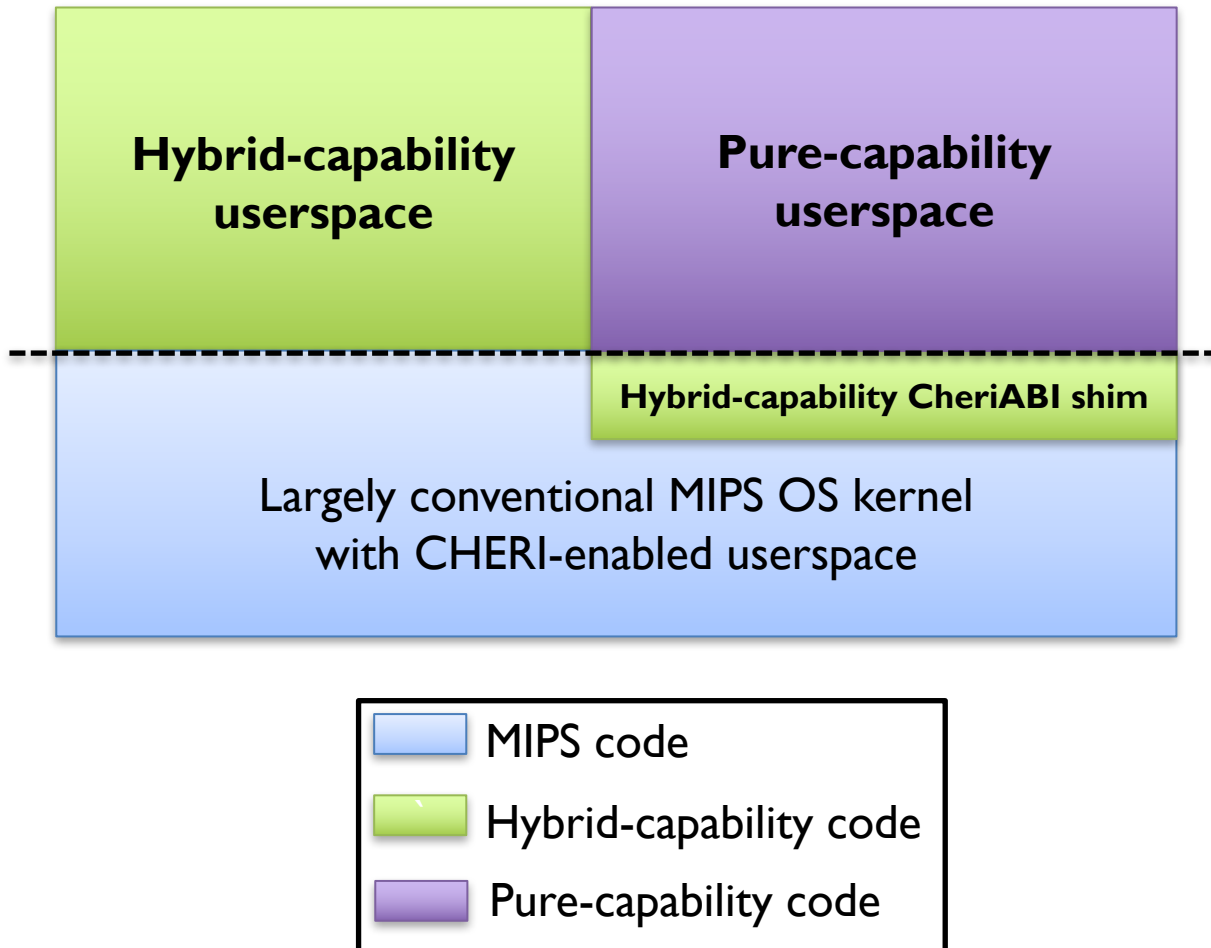 Hybrid-capability
userspace
Pure-capability
userspace
Hybrid-capability CheriABI shim
Largely conventional MIPS OS kernel
with CHERI-enabled userspace
MIPS code
`
Hybrid-capability code
Pure-capability code